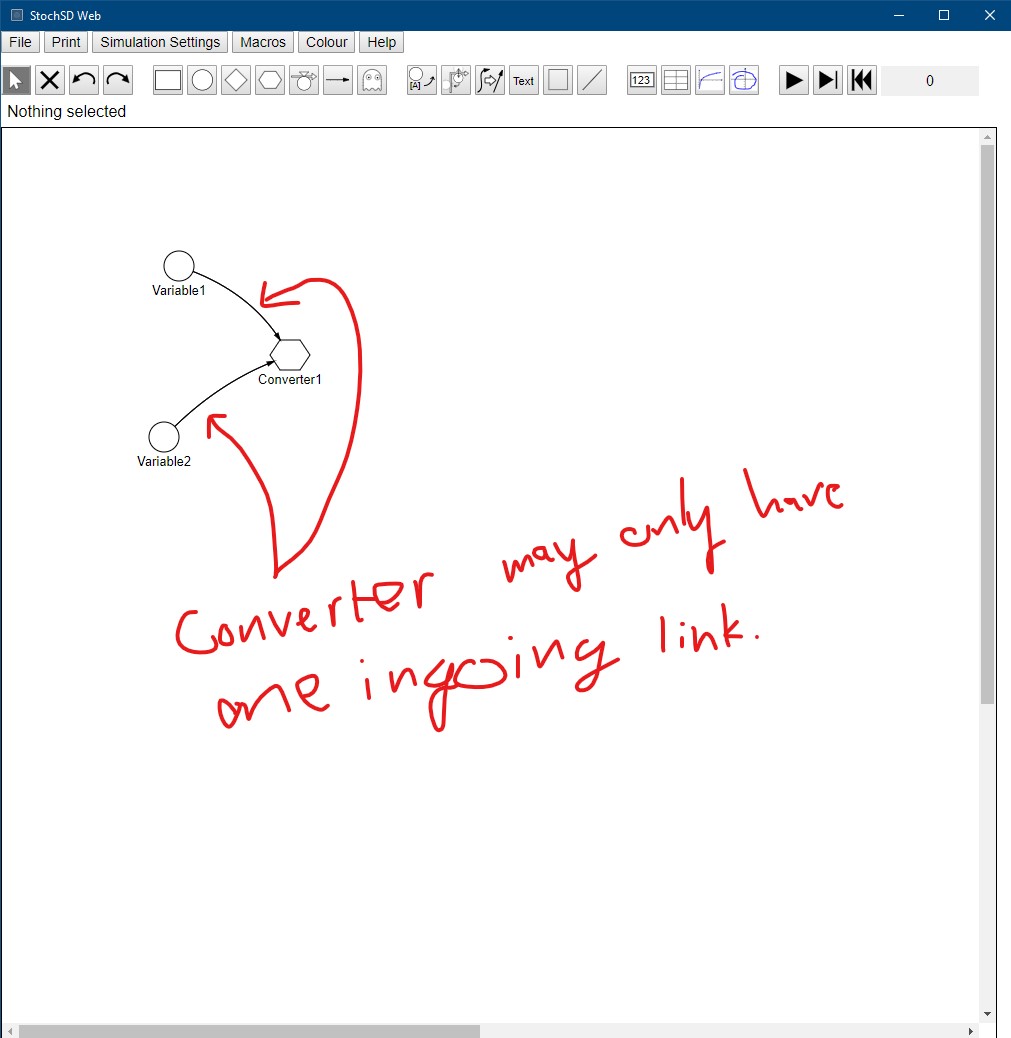 StochSD Web
File Print Simulation Settings Macros Colour Help
[A] Text 123 0
Nothing selected
Variable1
Converter1
Variable2
Converter may only have
one ingoing link.